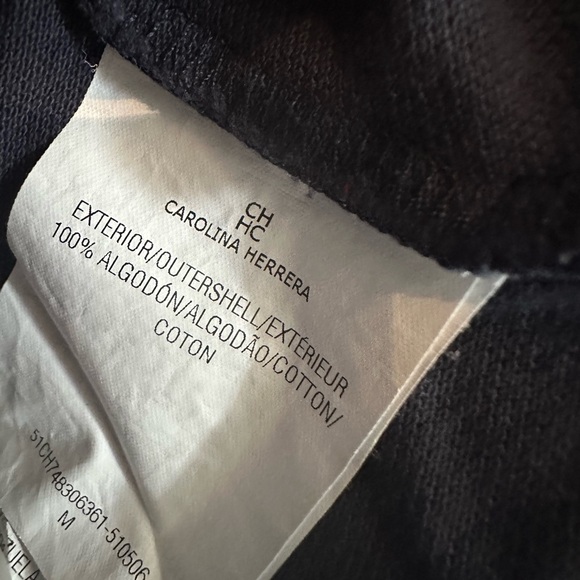 CH
HC
CAROLINA HERRERA
EXTERIOR/OUTERSHELL/EXTÉRIEUR
100% ALGODÓN/ALGODÃO/COTTON/
COTON
51CH748306361-510506
M